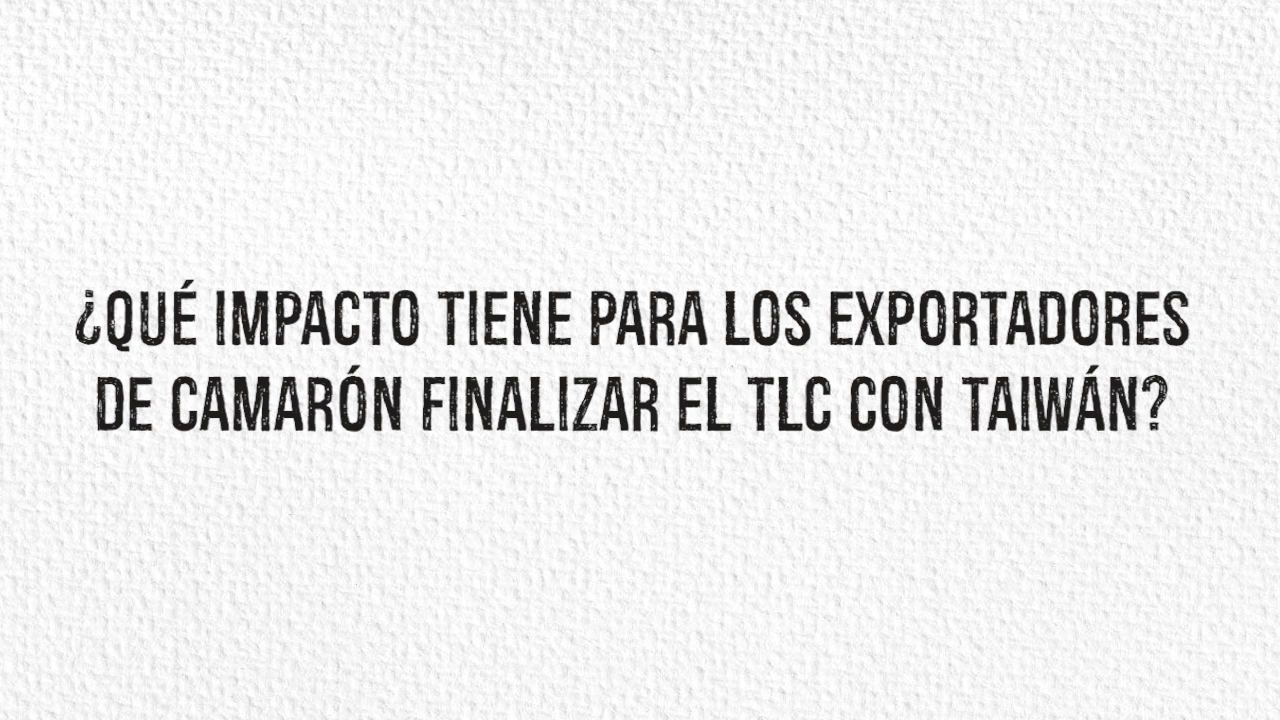 ¿QUÉ IMPACTO TIENE PARA LOS EXPORTADORES
DE CAMARÓN FINALIZAR EL TLC CON TAIWÁN?